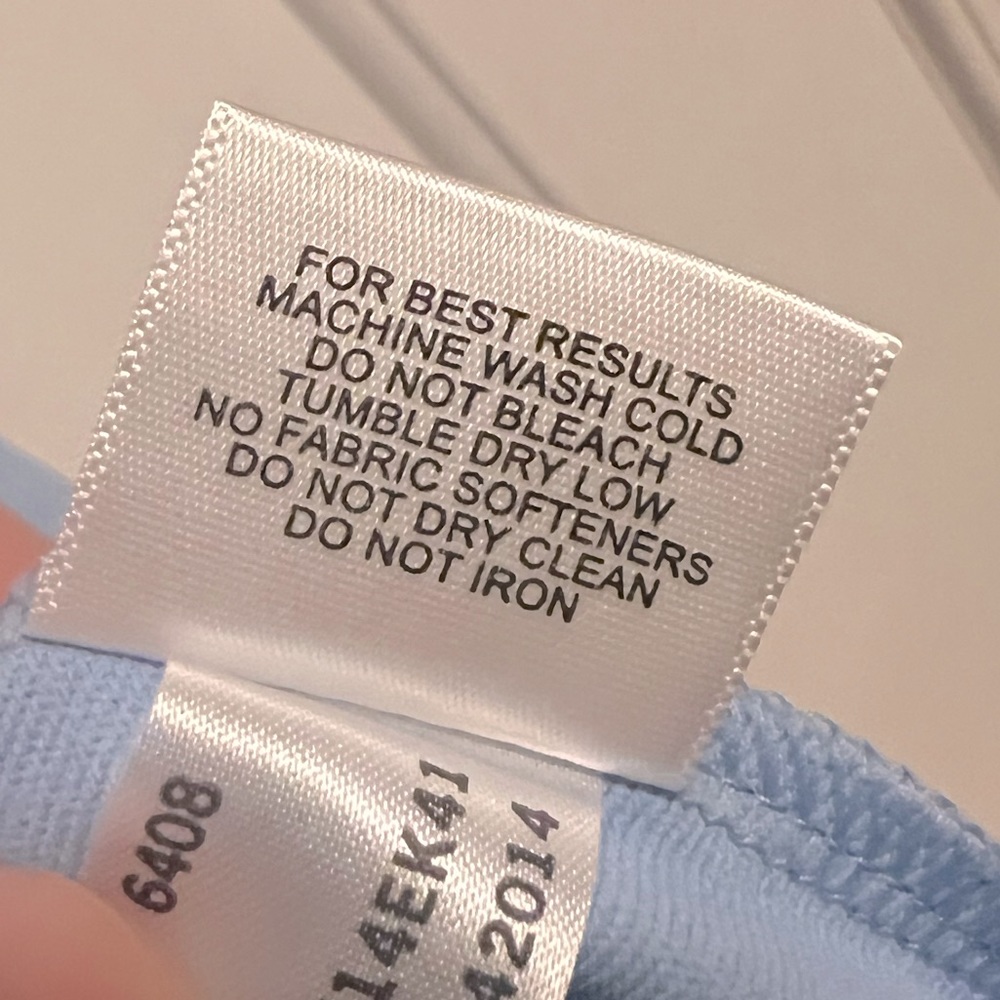 FOR BEST RESULTS
MACHINE WASH COLD
DO NOT BLEACH
TUMBLE DRY LOW
NO FABRIC SOFTENERS
DO NOT DRY CLEAN
DO NOT IRON
6408
14EK41
42014